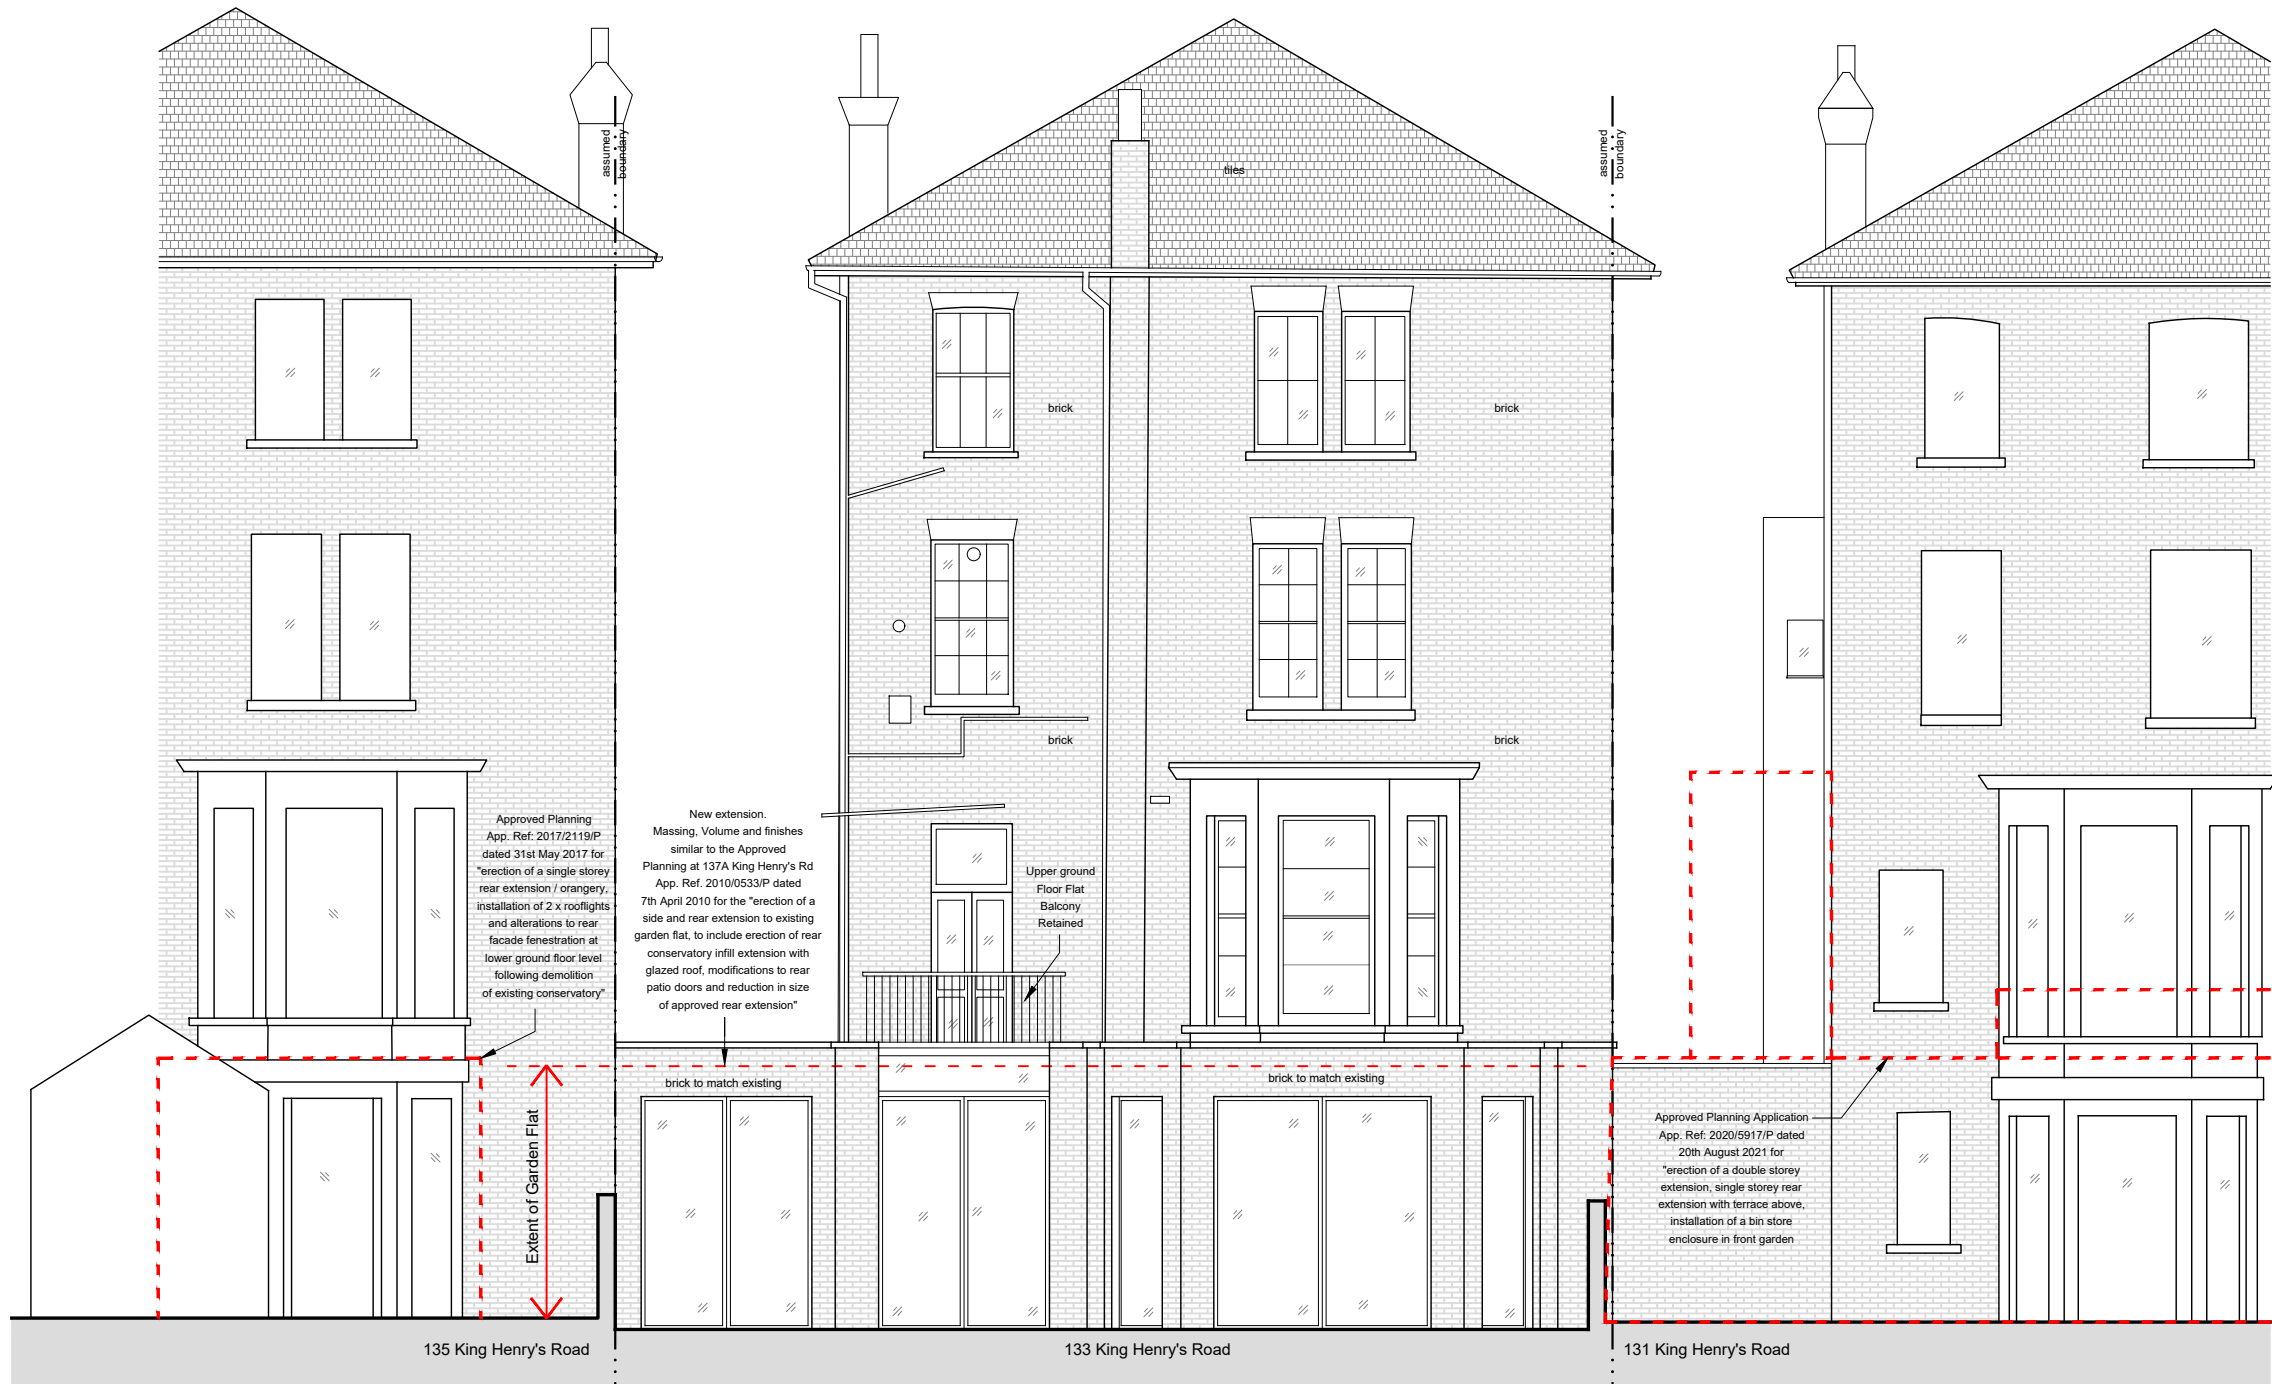 assumed
boundary
tiles
assumed
boundary
brick
brick
brick
brick
Approved Planning
App. Ref: 2017/2119/P
dated 31st May 2017 for
"erection of a single storey
rear extension / orangery,
installation of 2 x rooflights
and alterations to rear
facade fenestration at
lower ground floor level
following demolition
of existing conservatory"
New extension.
Massing, Volume and finishes
similar to the Approved
Planning at 137A King Henry's Rd
App. Ref. 2010/0533/P dated
7th April 2010 for the "erection of a
side and rear extension to existing
garden flat, to include erection of rear
conservatory infill extension with
glazed roof, modifications to rear
patio doors and reduction in size
of approved rear extension"
Upper ground
Floor Flat
Balcony
Retained
brick to match existing
brick to match existing
Extent of Garden Flat
Approved Planning Application
App. Ref: 2020/5917/P dated
20th August 2021 for
"erection of a double storey
extension, single storey rear
extension with terrace above,
installation of a bin store
enclosure in front garden
135 King Henry's Road
133 King Henry's Road
131 King Henry's Road